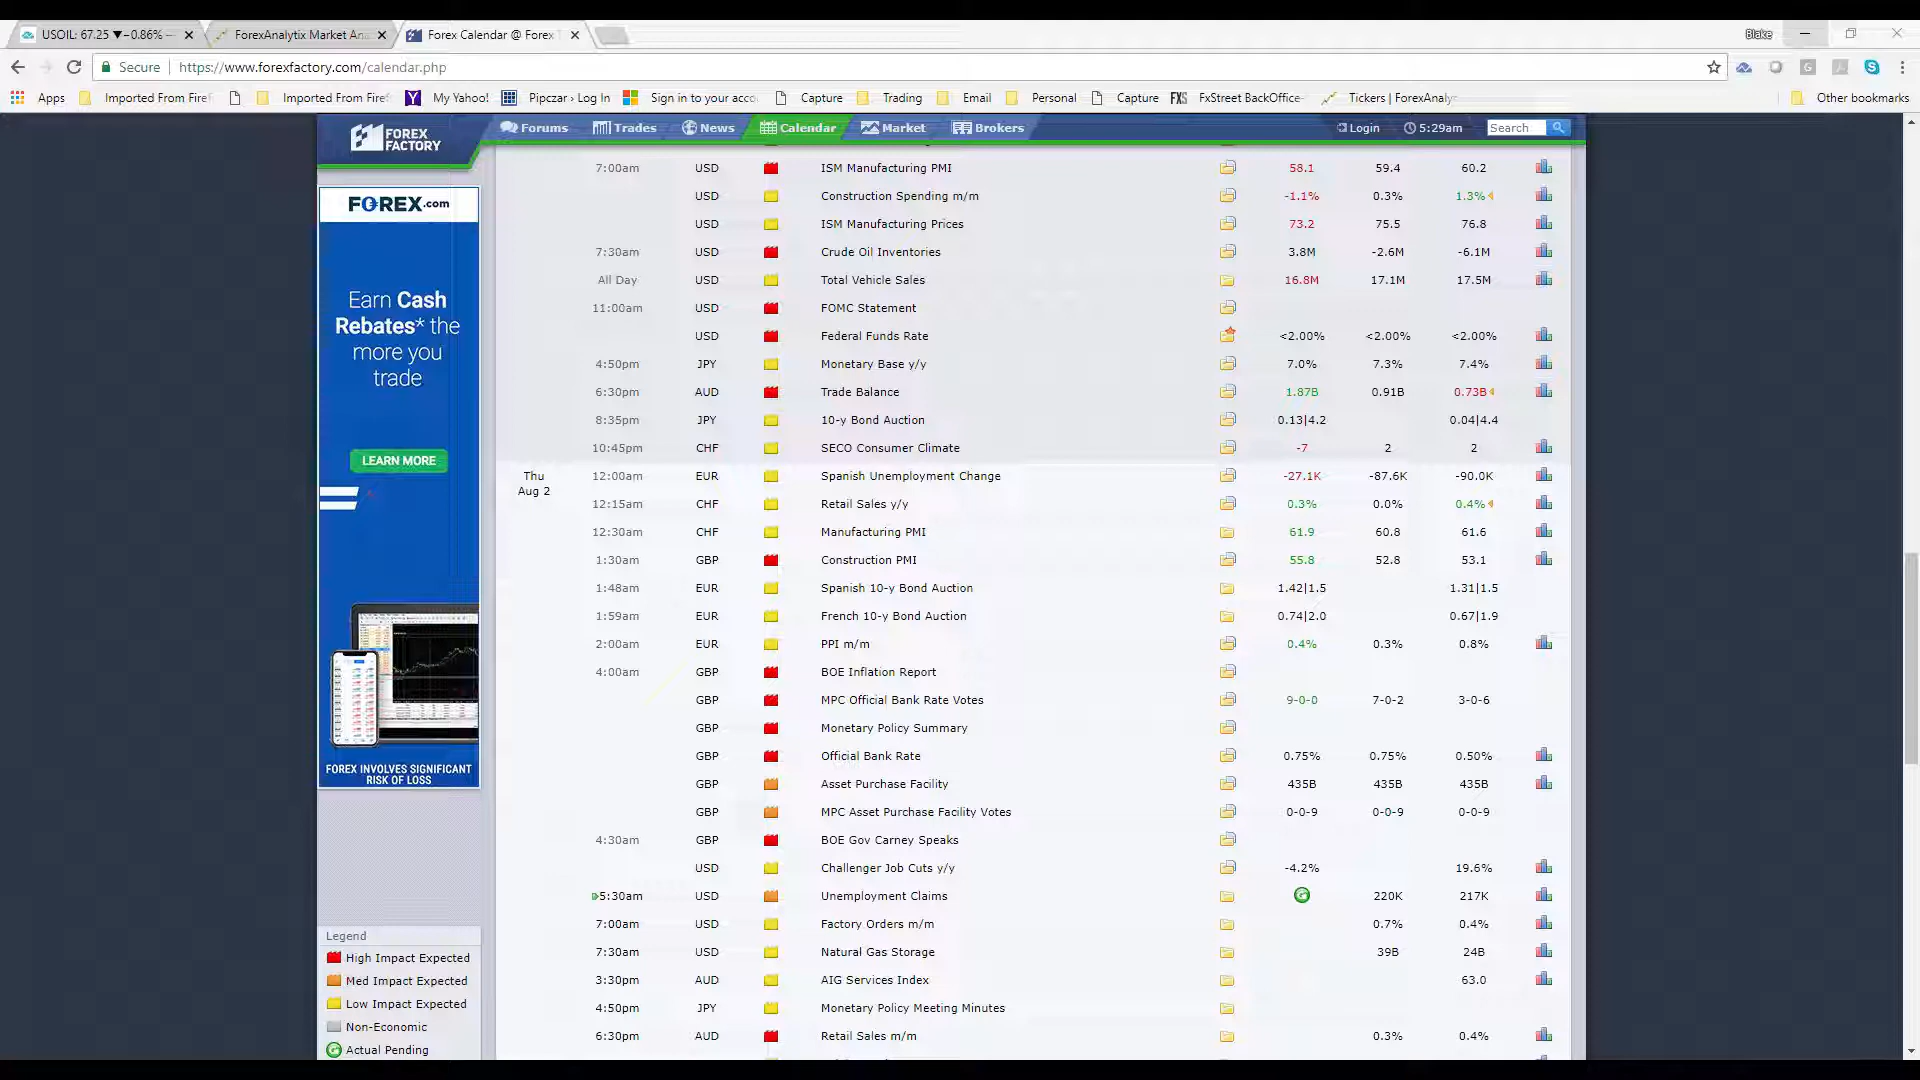 USOIL: 67.25 ▼−0.86% —
ForexAnalytix Market An
Forex Calendar @ Forex
Blake
Secure | https://www.forexfactory.com/calendar.php
Apps Imported From Firef Imported From Firef My Yahoo! Pipczar › Log In Sign in to your acco Capture Trading Email Personal Capture FXS FxStreet BackOffice Tickers | ForexAnaly Other bookmarks
FOREX FACTORY
Forums Trades News Calendar Market Brokers Login 5:29am Search
7:00am USD ISM Manufacturing PMI 58.1 59.4 60.2
USD Construction Spending m/m -1.1% 0.3% 1.3%
USD ISM Manufacturing Prices 73.2 75.5 76.8
7:30am USD Crude Oil Inventories 3.8M -2.6M -6.1M
All Day USD Total Vehicle Sales 16.8M 17.1M 17.5M
11:00am USD FOMC Statement
USD Federal Funds Rate <2.00% <2.00% <2.00%
4:50pm JPY Monetary Base y/y 7.0% 7.3% 7.4%
6:30pm AUD Trade Balance 1.87B 0.91B 0.73B
8:35pm JPY 10-y Bond Auction 0.13|4.2 0.04|4.4
10:45pm CHF SECO Consumer Climate -7 2 2
Thu Aug 2 12:00am EUR Spanish Unemployment Change -27.1K -87.6K -90.0K
12:15am CHF Retail Sales y/y 0.3% 0.0% 0.4%
12:30am CHF Manufacturing PMI 61.9 60.8 61.6
1:30am GBP Construction PMI 55.8 52.8 53.1
1:48am EUR Spanish 10-y Bond Auction 1.42|1.5 1.31|1.5
1:59am EUR French 10-y Bond Auction 0.74|2.0 0.67|1.9
2:00am EUR PPI m/m 0.4% 0.3% 0.8%
4:00am GBP BOE Inflation Report
GBP MPC Official Bank Rate Votes 9-0-0 7-0-2 3-0-6
GBP Monetary Policy Summary
GBP Official Bank Rate 0.75% 0.75% 0.50%
GBP Asset Purchase Facility 435B 435B 435B
GBP MPC Asset Purchase Facility Votes 0-0-9 0-0-9 0-0-9
4:30am GBP BOE Gov Carney Speaks
USD Challenger Job Cuts y/y -4.2% 19.6%
5:30am USD Unemployment Claims 220K 217K
7:00am USD Factory Orders m/m 0.7% 0.4%
7:30am USD Natural Gas Storage 39B 24B
3:30pm AUD AIG Services Index 63.0
4:50pm JPY Monetary Policy Meeting Minutes
6:30pm AUD Retail Sales m/m 0.3% 0.4%
FOREX.com
Earn Cash
Rebates* the
more you
trade
LEARN MORE
FOREX INVOLVES SIGNIFICANT
RISK OF LOSS
Legend
High Impact Expected
Med Impact Expected
Low Impact Expected
Non-Economic
Actual Pending